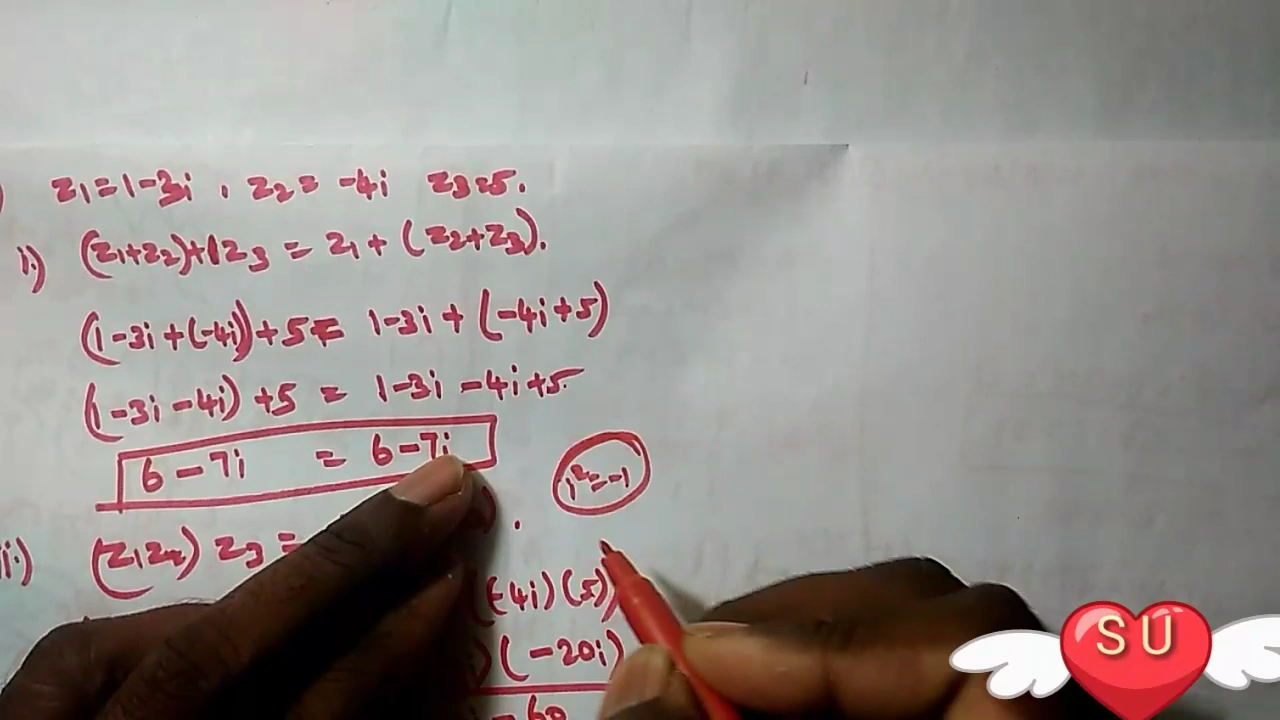 ) z1=1-3i , z2 = -4i z3=5.
i.) (z1+z2)+z3 = z1 + (z2+z3).
(1-3i+(-4i))+5 = 1-3i + (-4i+5)
(1-3i-4i)+5 = 1-3i-4i+5
6-7i = 6-7i
i²=-1
ii.) (z1z2) z3 = ) .
(-4i)(5))
) (-20i)
-60
SU